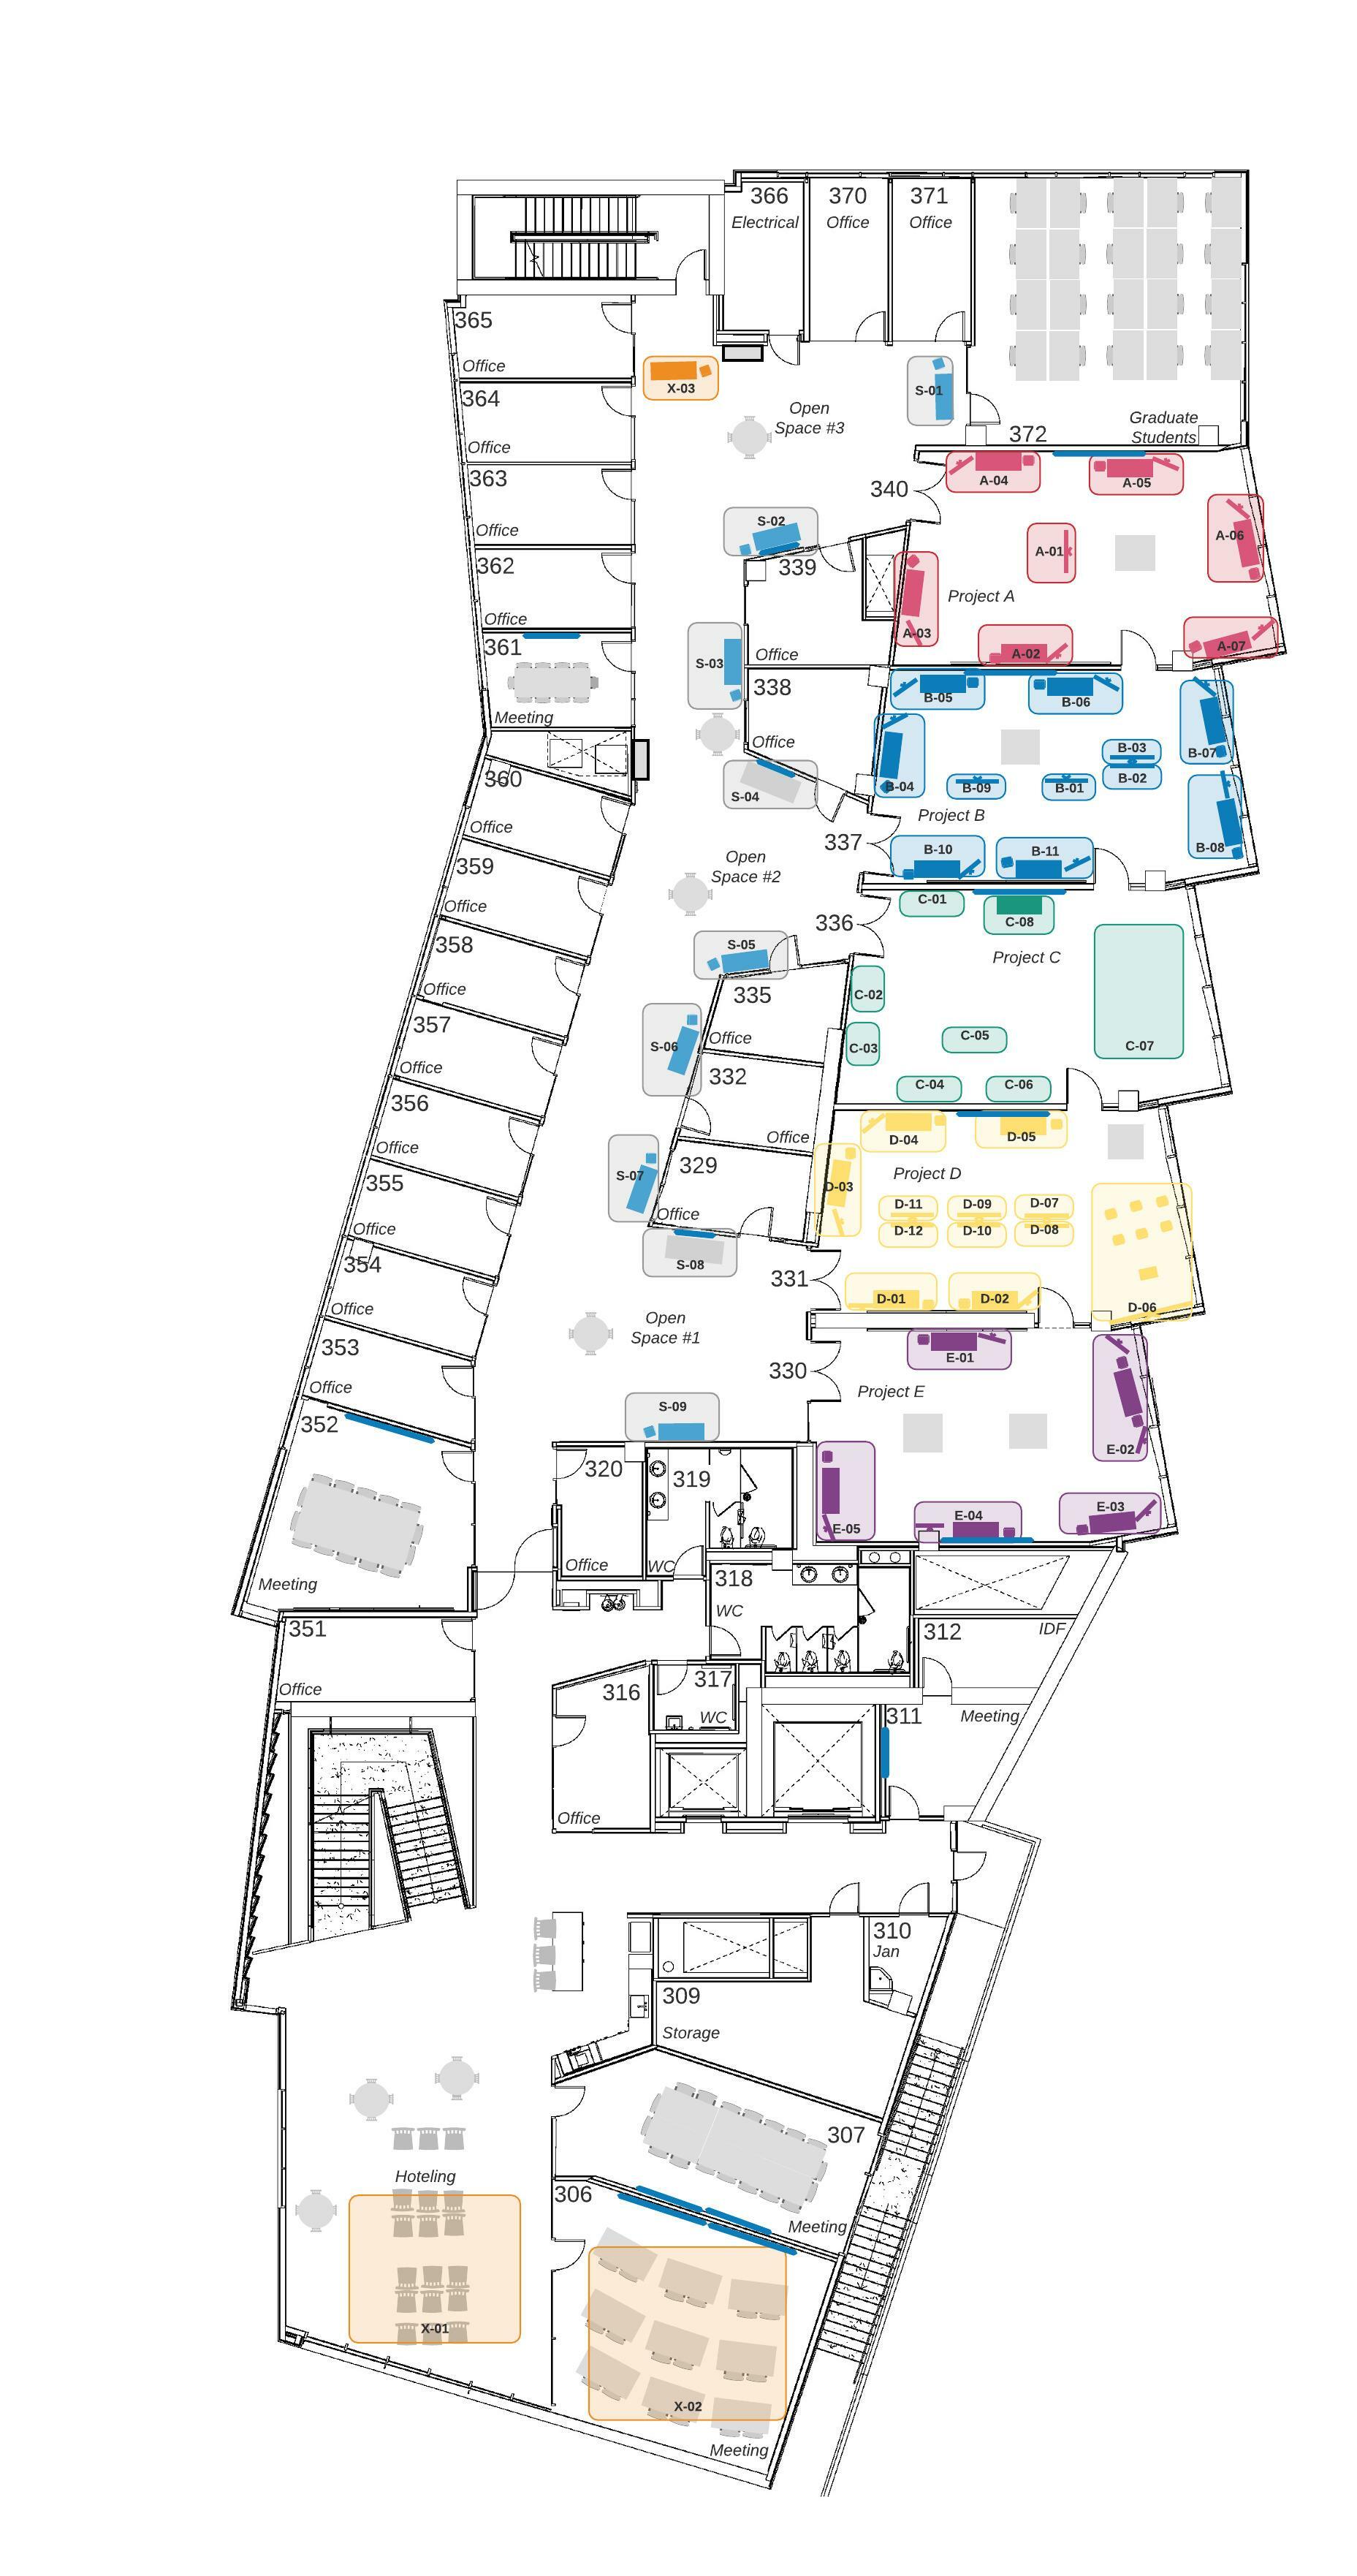 366
Electrical
370
Office
371
Office
365
Office
X-03
S-01
Open
Space #3
Graduate
Students
372
364
Office
363
Office
340
A-04
A-05
A-06
A-01
S-02
339
Office
Project A
A-03
A-02
A-07
362
Office
361
Meeting
S-03
338
Office
S-04
B-05
B-06
B-07
B-03
B-02
B-04
B-09
B-01
B-08
Project B
337
B-10
B-11
360
Office
Open
Space #2
359
Office
336
C-01
C-08
Project C
S-05
335
Office
C-02
C-03
C-05
C-07
C-04
C-06
358
Office
357
Office
S-06
332
Office
356
Office
D-04
D-05
Project D
S-07
329
Office
D-03
D-11
D-09
D-07
D-12
D-10
D-08
D-06
355
Office
S-08
331
D-01
D-02
354
Office
Open
Space #1
330
E-01
Project E
E-02
353
Office
S-09
352
Meeting
320
Office
319
WC
E-05
E-04
E-03
318
WC
312
IDF
351
Office
316
Office
317
WC
311
Meeting
310
Jan
309
Storage
307
Meeting
Hoteling
306
X-01
X-02
Meeting